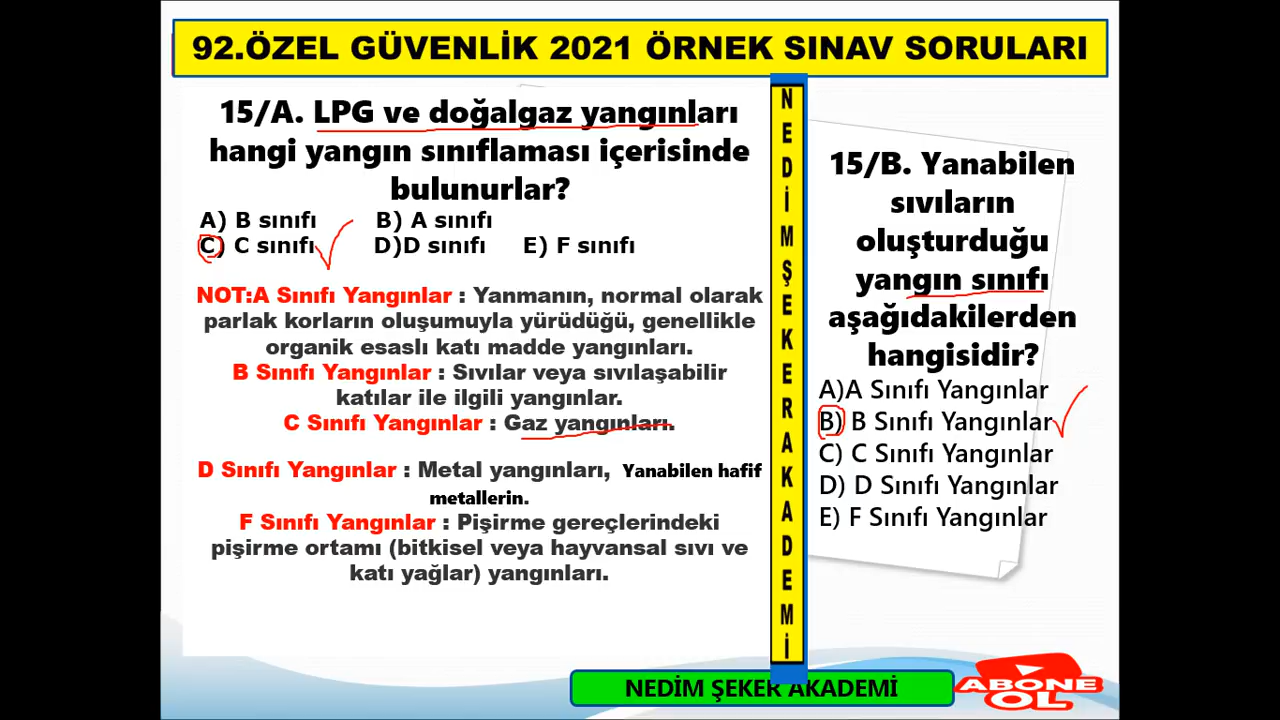 92.ÖZEL GÜVENLİK 2021 ÖRNEK SINAV SORULARI
15/A. LPG ve doğalgaz yangınları
hangi yangın sınıflaması içerisinde
bulunurlar?
A) B sınıfı B) A sınıfı
C) C sınıfı D)D sınıfı E) F sınıfı
NOT:A Sınıfı Yangınlar : Yanmanın, normal olarak
parlak korların oluşumuyla yürüdüğü, genellikle
organik esaslı katı madde yangınları.
B Sınıfı Yangınlar : Sıvılar veya sıvılaşabilir
katılar ile ilgili yangınlar.
C Sınıfı Yangınlar : Gaz yangınları.
D Sınıfı Yangınlar : Metal yangınları, Yanabilen hafif
metallerin.
F Sınıfı Yangınlar : Pişirme gereçlerindeki
pişirme ortamı (bitkisel veya hayvansal sıvı ve
katı yağlar) yangınları.
NEDİM ŞEKER AKADEMİ
15/B. Yanabilen
sıvıların
oluşturduğu
yangın sınıfı
aşağıdakilerden
hangisidir?
A)A Sınıfı Yangınlar
B) B Sınıfı Yangınlar
C) C Sınıfı Yangınlar
D) D Sınıfı Yangınlar
E) F Sınıfı Yangınlar
NEDİM ŞEKER AKADEMİ
ABONE
OL